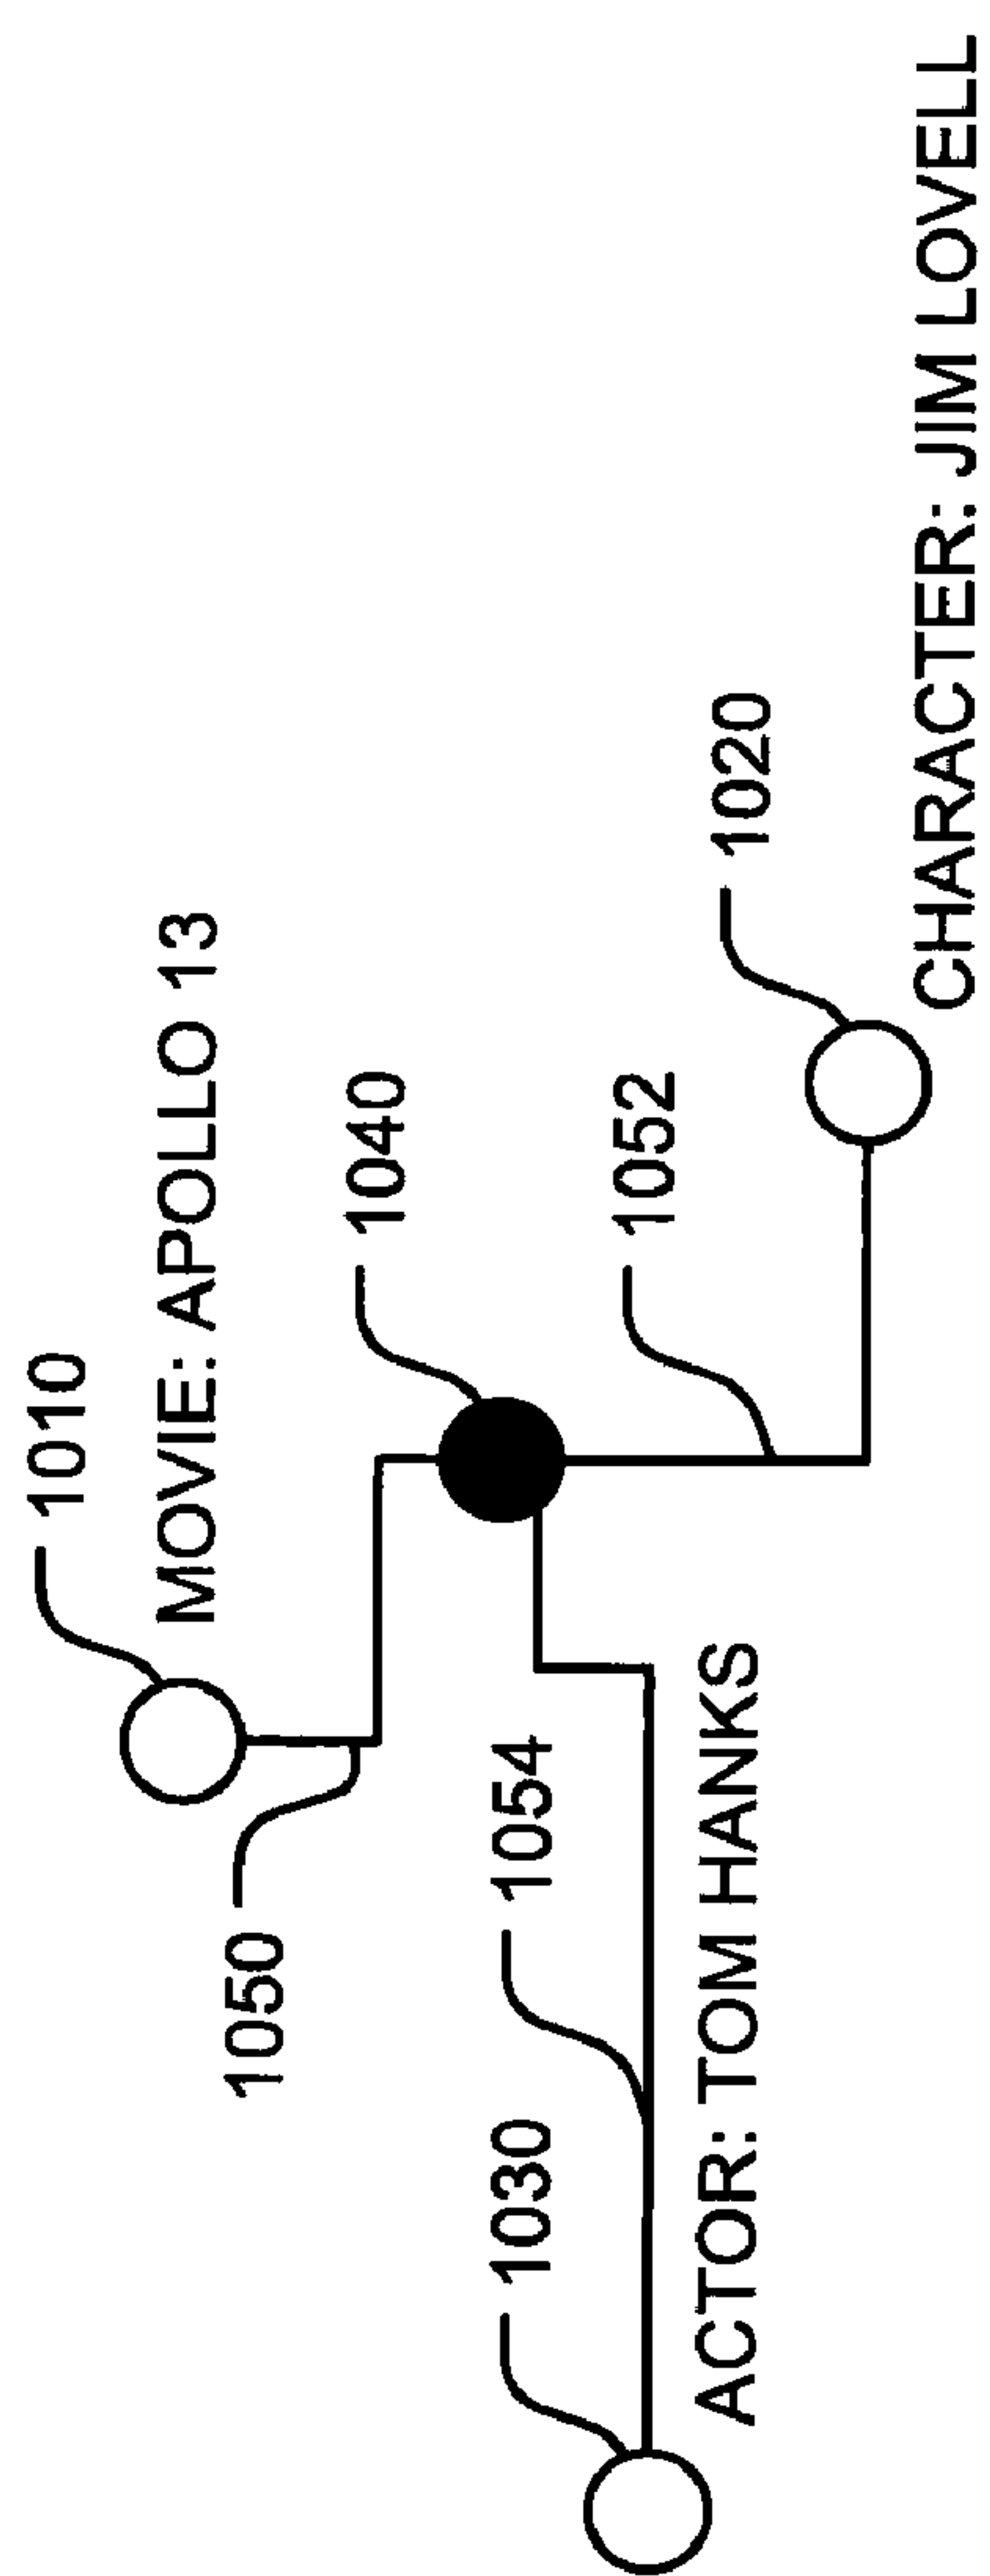 1010
MOVIE: APOLLO 13
1050
1040
1030
1054
1052
ACTOR: TOM HANKS
1020
CHARACTER: JIM LOVELL